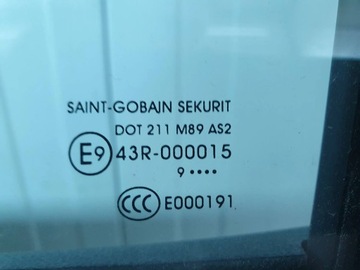 SAINT-GOBAIN SEKURIT
DOT 211 M89 AS2
E9 43R-000015
9 ••••
CCC E000191